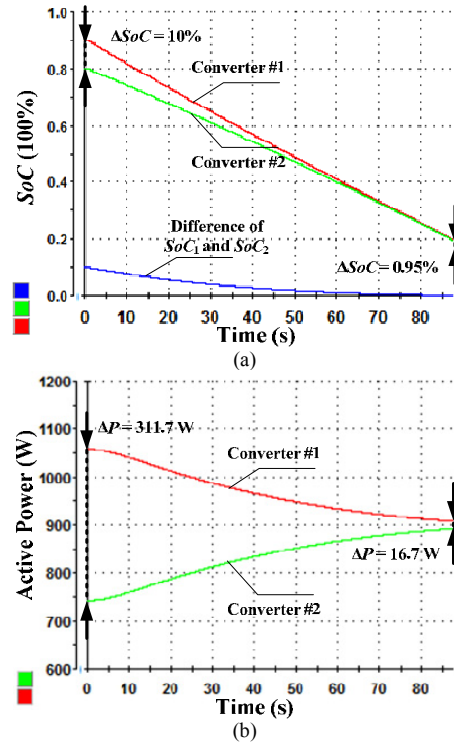 1.0
ΔSoC = 10%
0.8
Converter #1
0.6
Converter #2
0.4
SoC (100%)
Difference of
SoC₁ and SoC₂
0.2
ΔSoC = 0.95%
0.0
0 10 20 30 40 50 60 70 80
Time (s)
(a)
1200
ΔP = 311.7 W
1100
Converter #1
1000
900
ΔP = 16.7 W
800
Converter #2
700
600
Active Power (W)
0 10 20 30 40 50 60 70 80
Time (s)
(b)